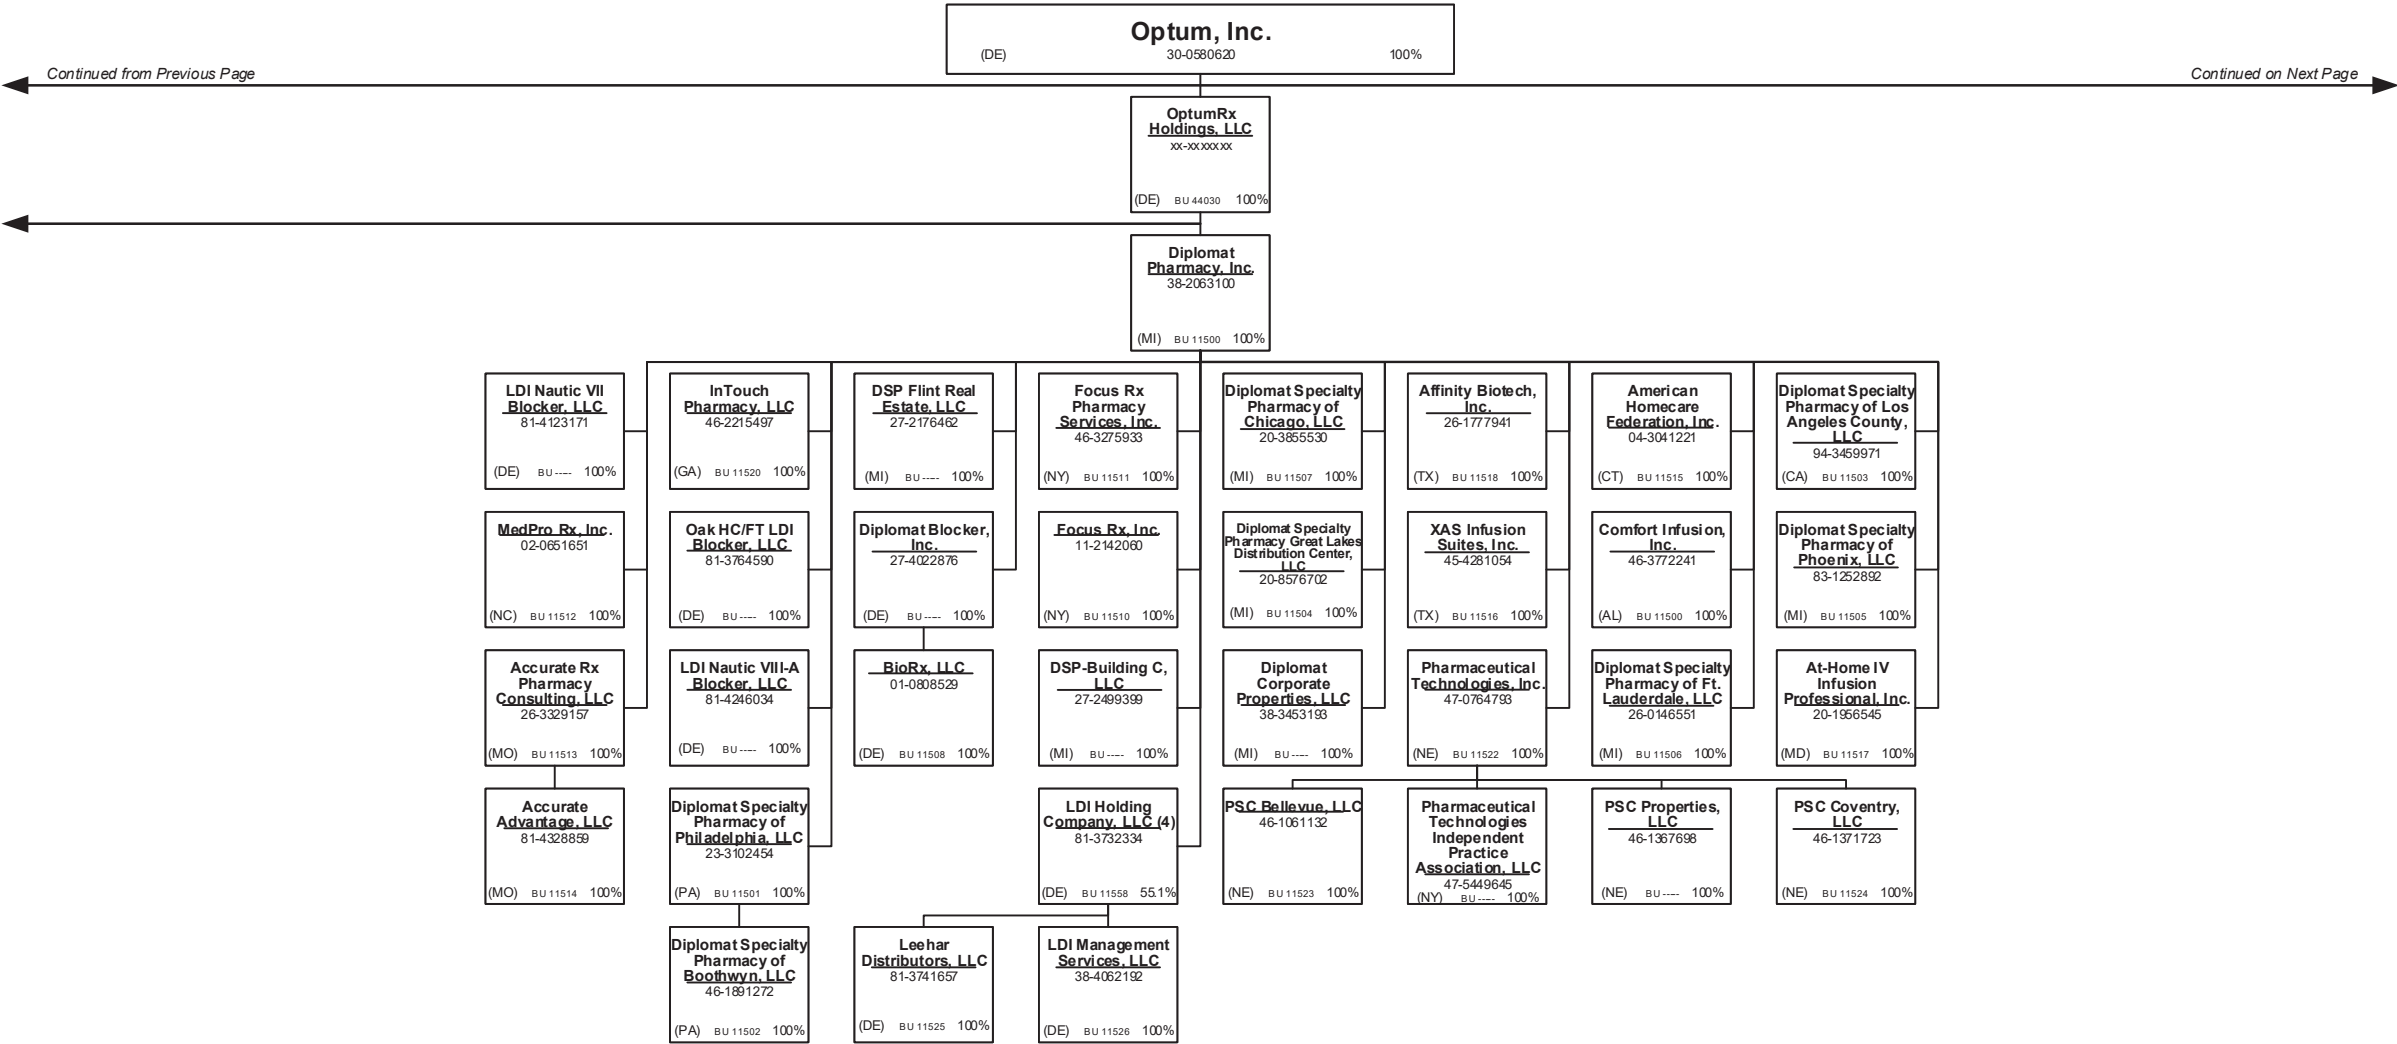 Optum, Inc.
(DE) 30-0580620 100%
Continued from Previous Page
Continued on Next Page
OptumRx
Holdings, LLC
xx-xxxxxxx
(DE) BU 44030 100%
Diplomat
Pharmacy, Inc.
38-2063100
(MI) BU 11500 100%
LDI Nautic VII
Blocker, LLC
81-4123171
(DE) BU ----- 100%
InTouch
Pharmacy, LLC
46-2215497
(GA) BU 11520 100%
DSP Flint Real
Estate, LLC
27-2176462
(MI) BU ----- 100%
Focus Rx
Pharmacy
Services, Inc.
46-3275933
(NY) BU 11511 100%
Diplomat Specialty
Pharmacy of
Chicago, LLC
20-3855530
(MI) BU 11507 100%
Affinity Biotech,
Inc.
26-1777941
(TX) BU 11518 100%
American
Homecare
Federation, Inc.
04-3041221
(CT) BU 11515 100%
Diplomat Specialty
Pharmacy of Los
Angeles County,
LLC
94-3459971
(CA) BU 11503 100%
MedPro Rx, Inc.
02-0651651
(NC) BU 11512 100%
Oak HC/FT LDI
Blocker, LLC
81-3764590
(DE) BU ----- 100%
Diplomat Blocker,
Inc.
27-4022876
(DE) BU ----- 100%
Focus Rx, Inc.
11-2142060
(NY) BU 11510 100%
Diplomat Specialty
Pharmacy Great Lakes
Distribution Center,
LLC
20-8576702
(MI) BU 11504 100%
XAS Infusion
Suites, Inc.
45-4281054
(TX) BU 11516 100%
Comfort Infusion,
Inc.
46-3772241
(AL) BU 11500 100%
Diplomat Specialty
Pharmacy of
Phoenix, LLC
83-1252892
(MI) BU 11505 100%
Accurate Rx
Pharmacy
Consulting, LLC
26-3329157
(MO) BU 11513 100%
LDI Nautic VIII-A
Blocker, LLC
81-4246034
(DE) BU ----- 100%
BioRx, LLC
01-0808529
(DE) BU 11508 100%
DSP-Building C,
LLC
27-2499399
(MI) BU ----- 100%
Diplomat
Corporate
Properties, LLC
38-3453193
(MI) BU ----- 100%
Pharmaceutical
Technologies, Inc.
47-0764793
(NE) BU 11522 100%
Diplomat Specialty
Pharmacy of Ft.
Lauderdale, LLC
26-0146551
(MI) BU 11506 100%
At-Home IV
Infusion
Professional, Inc.
20-1956545
(MD) BU 11517 100%
Accurate
Advantage, LLC
81-4328859
(MO) BU 11514 100%
Diplomat Specialty
Pharmacy of
Philadelphia, LLC
23-3102454
(PA) BU 11501 100%
LDI Holding
Company, LLC (4)
81-3732334
(DE) BU 11558 55.1%
PSC Bellevue, LLC
46-1061132
(NE) BU 11523 100%
Pharmaceutical
Technologies
Independent
Practice
Association, LLC
47-5449645
(NY) BU ----- 100%
PSC Properties,
LLC
46-1367698
(NE) BU ----- 100%
PSC Coventry,
LLC
46-1371723
(NE) BU 11524 100%
Diplomat Specialty
Pharmacy of
Boothwyn, LLC
46-1891272
(PA) BU 11502 100%
Leehar
Distributors, LLC
81-3741657
(DE) BU 11525 100%
LDI Management
Services, LLC
38-4062192
(DE) BU 11526 100%